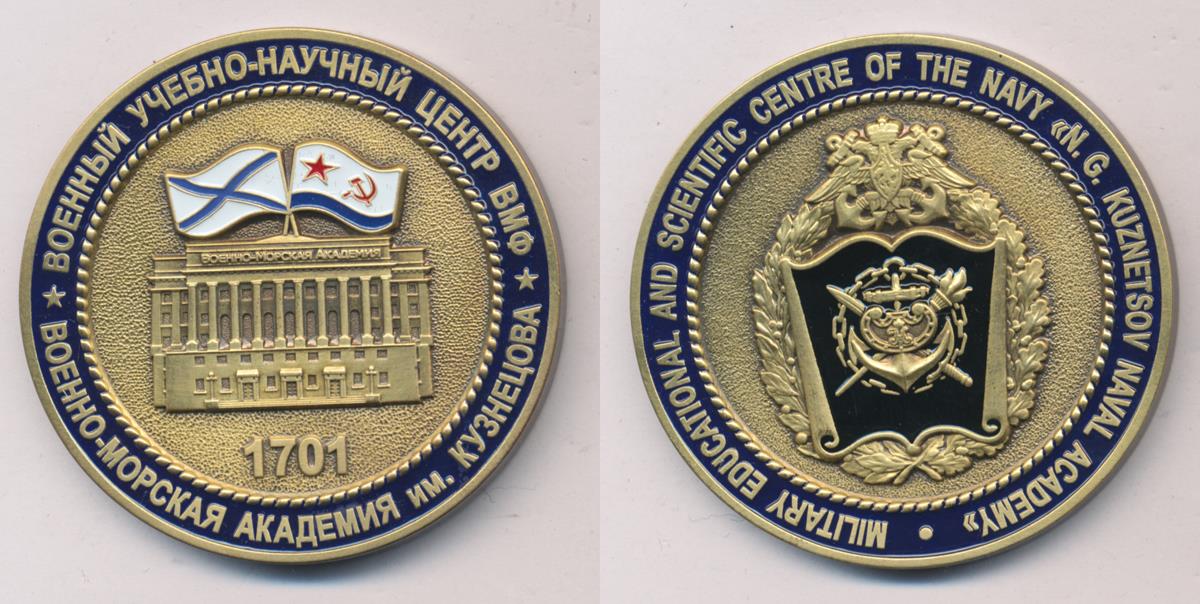 ВОЕННЫЙ УЧЕБНО-НАУЧНЫЙ ЦЕНТР ВМФ
ВОЕННО-МОРСКАЯ АКАДЕМИЯ
1701
ВОЕННО-МОРСКАЯ АКАДЕМИЯ им. КУЗНЕЦОВА
MILITARY EDUCATIONAL AND SCIENTIFIC CENTRE OF THE NAVY «N. G. KUZNETSOV NAVAL ACADEMY»